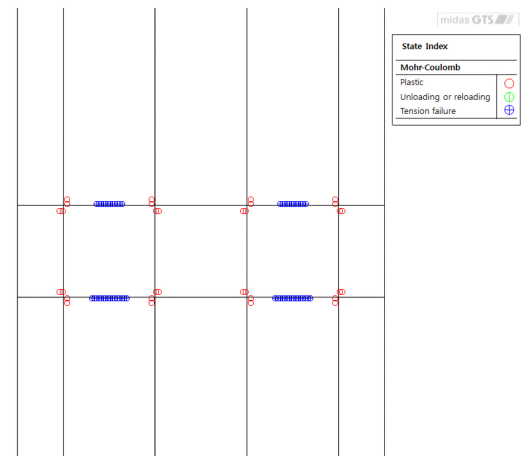 midas GTS
State Index
Mohr-Coulomb
Plastic
Unloading or reloading
Tension failure